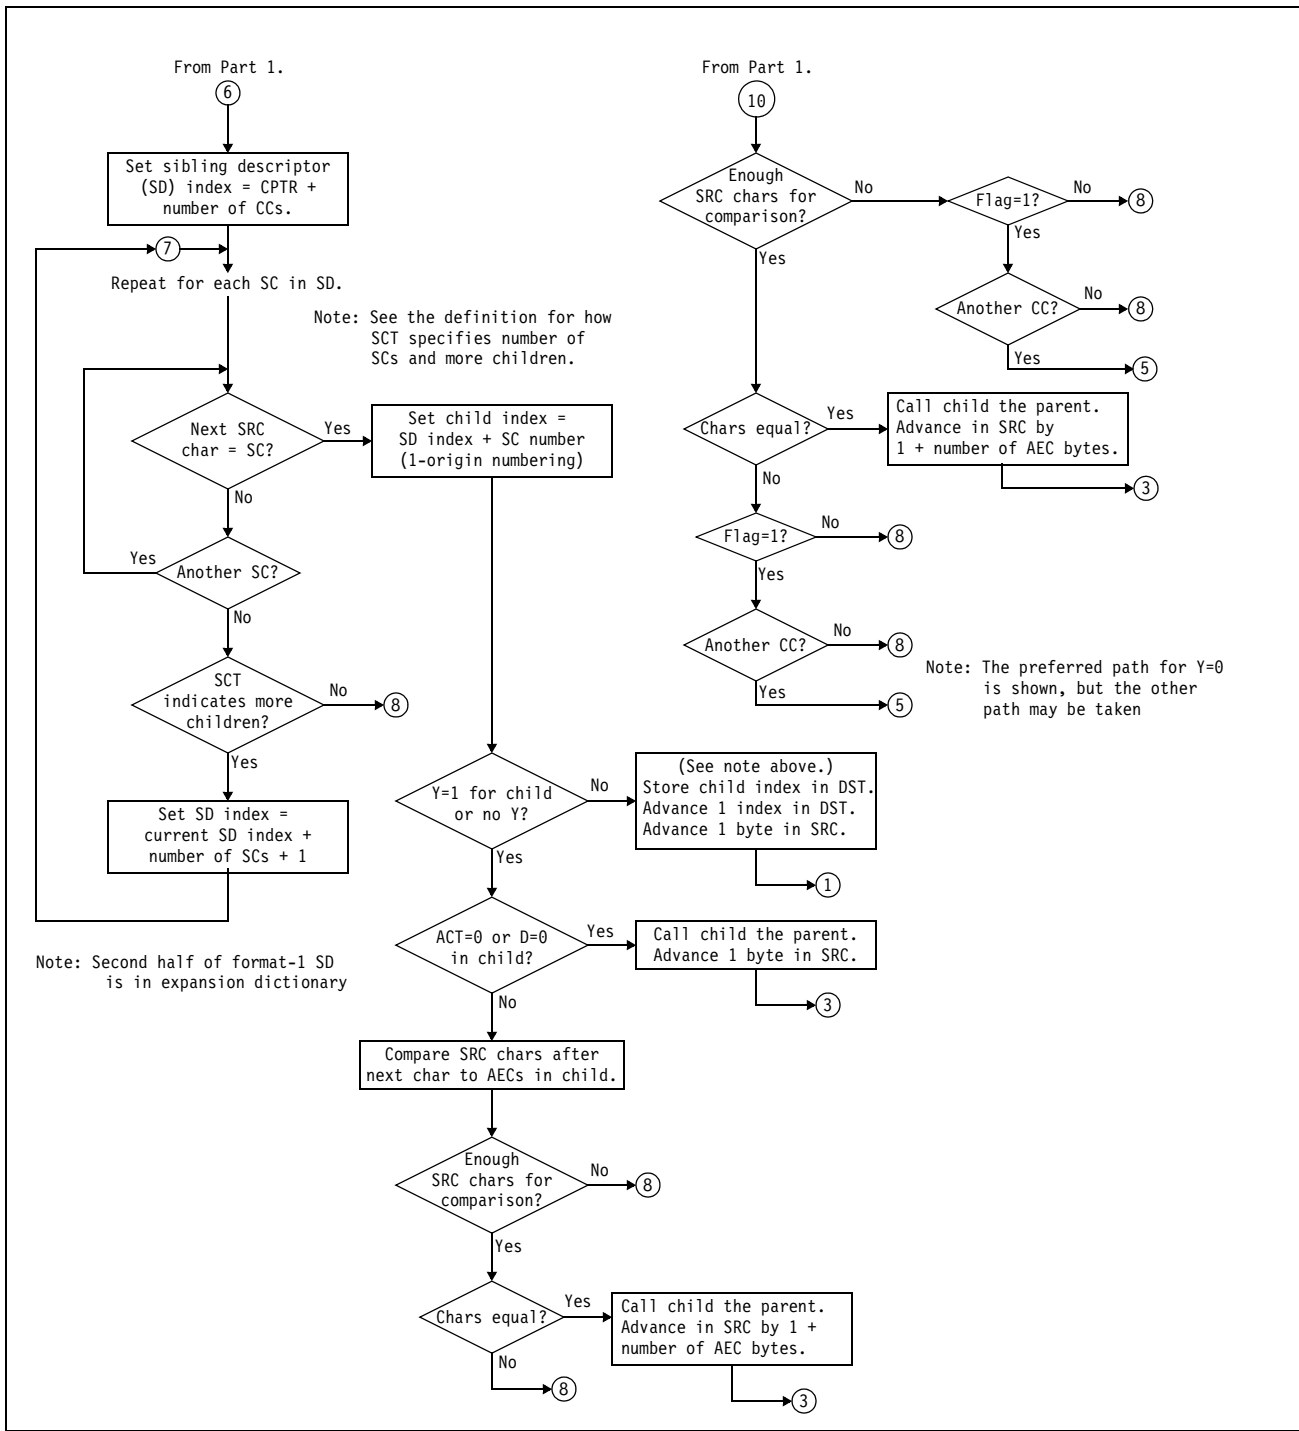 From Part 1.
6
Set sibling descriptor
(SD) index = CPTR +
number of CCs.
7
Repeat for each SC in SD.
Note: See the definition for how
SCT specifies number of
SCs and more children.
Next SRC
char = SC?
Yes
Set child index =
SD index + SC number
(1-origin numbering)
No
Another SC?
Yes
No
SCT
indicates more
children?
No
8
Yes
Set SD index =
current SD index +
number of SCs + 1
Note: Second half of format-1 SD
is in expansion dictionary
Y=1 for child
or no Y?
No
(See note above.)
Store child index in DST.
Advance 1 index in DST.
Advance 1 byte in SRC.
1
Yes
ACT=0 or D=0
in child?
Yes
Call child the parent.
Advance 1 byte in SRC.
3
No
Compare SRC chars after
next char to AECs in child.
Enough
SRC chars for
comparison?
No
8
Yes
Chars equal?
Yes
Call child the parent.
Advance in SRC by 1 +
number of AEC bytes.
3
No
8
From Part 1.
10
Enough
SRC chars for
comparison?
No
Flag=1?
No
8
Yes
Another CC?
No
8
Yes
5
Yes
Chars equal?
Yes
Call child the parent.
Advance in SRC by
1 + number of AEC bytes.
3
No
Flag=1?
No
8
Yes
Another CC?
No
8
Yes
5
Note: The preferred path for Y=0
is shown, but the other
path may be taken